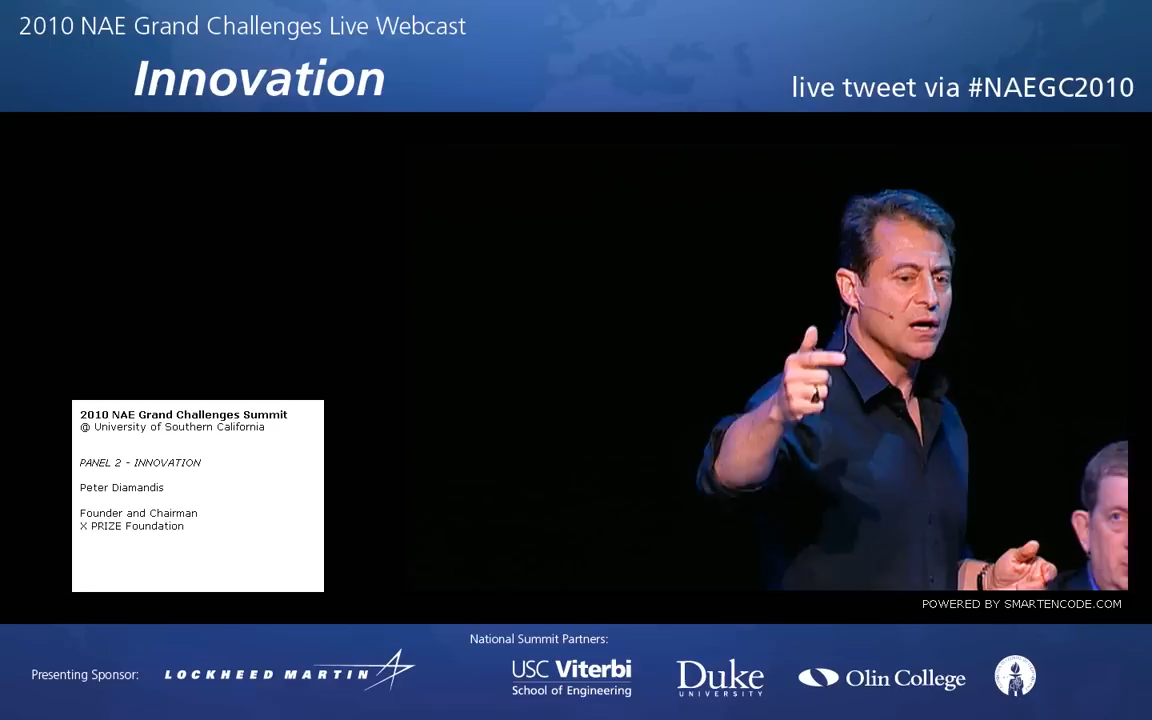 2010 NAE Grand Challenges Live Webcast
Innovation
live tweet via #NAEGC2010
2010 NAE Grand Challenges Summit
@ University of Southern California
PANEL 2 - INNOVATION
Peter Diamandis
Founder and Chairman
X PRIZE Foundation
POWERED BY SMARTENCODE.COM
National Summit Partners:
Presenting Sponsor:
LOCKHEED MARTIN
USC Viterbi
School of Engineering
Duke
UNIVERSITY
Olin College